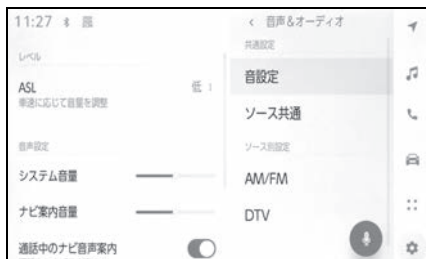 11:27
レベル
ASL
低
車速に応じて音量を調整
音声設定
システム音量
ナビ案内音量
通話中のナビ音声案内
< 音声&オーディオ
共通設定
音設定
ソース共通
ソース別設定
AM/FM
DTV